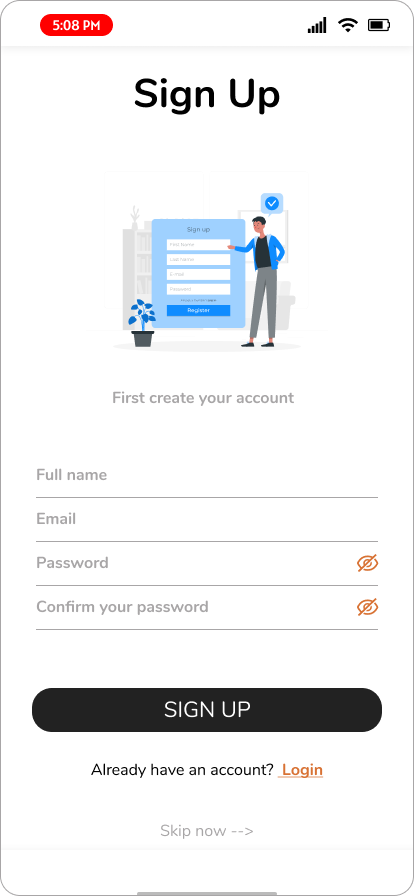 5:08 PM
Sign Up
Sign up
First Name
Last name
E-mail
Password
Register
First create your account
Full name
Email
Password
Confirm your password
SIGN UP
Already have an account? Login
Skip now -->